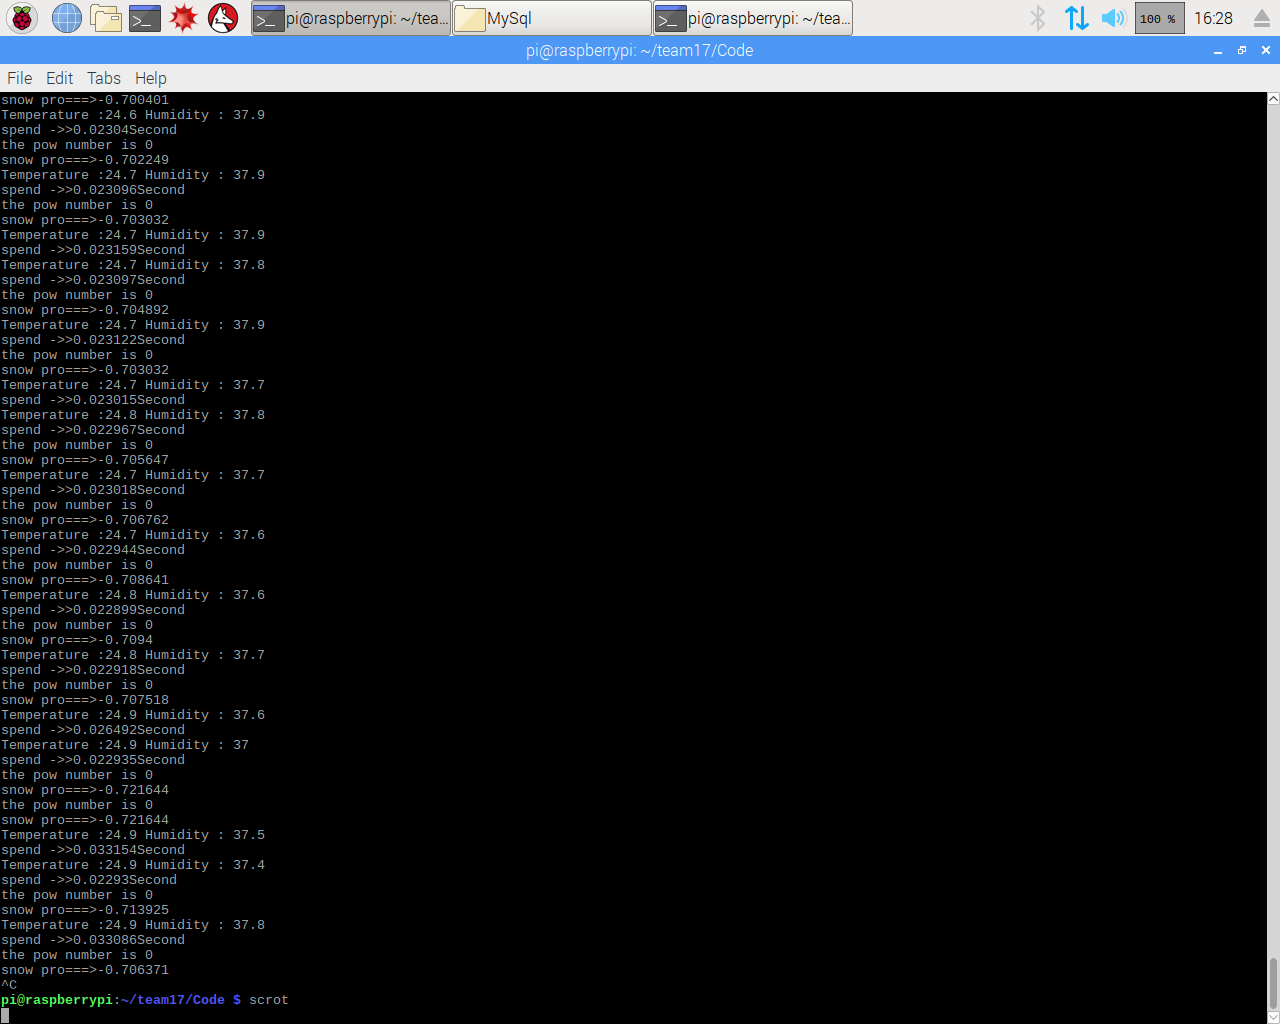 pi@raspberrypi: ~/tea... MySql pi@raspberrypi: ~/tea... 100 % 16:28
pi@raspberrypi: ~/team17/Code
File Edit Tabs Help
snow pro===>-0.700401
Temperature :24.6 Humidity : 37.9
spend ->>0.02304Second
the pow number is 0
snow pro===>-0.702249
Temperature :24.7 Humidity : 37.9
spend ->>0.023096Second
the pow number is 0
snow pro===>-0.703032
Temperature :24.7 Humidity : 37.9
spend ->>0.023159Second
Temperature :24.7 Humidity : 37.8
spend ->>0.023097Second
the pow number is 0
snow pro===>-0.704892
Temperature :24.7 Humidity : 37.9
spend ->>0.023122Second
the pow number is 0
snow pro===>-0.703032
Temperature :24.7 Humidity : 37.7
spend ->>0.023015Second
Temperature :24.8 Humidity : 37.8
spend ->>0.022967Second
the pow number is 0
snow pro===>-0.705647
Temperature :24.7 Humidity : 37.7
spend ->>0.023018Second
the pow number is 0
snow pro===>-0.706762
Temperature :24.7 Humidity : 37.6
spend ->>0.022944Second
the pow number is 0
snow pro===>-0.708641
Temperature :24.8 Humidity : 37.6
spend ->>0.022899Second
the pow number is 0
snow pro===>-0.7094
Temperature :24.8 Humidity : 37.7
spend ->>0.022918Second
the pow number is 0
snow pro===>-0.707518
Temperature :24.9 Humidity : 37.6
spend ->>0.026492Second
Temperature :24.9 Humidity : 37
spend ->>0.022935Second
the pow number is 0
snow pro===>-0.721644
the pow number is 0
snow pro===>-0.721644
Temperature :24.9 Humidity : 37.5
spend ->>0.033154Second
Temperature :24.9 Humidity : 37.4
spend ->>0.02293Second
the pow number is 0
snow pro===>-0.713925
Temperature :24.9 Humidity : 37.8
spend ->>0.033086Second
the pow number is 0
snow pro===>-0.706371
^C
pi@raspberrypi:~/team17/Code $ scrot